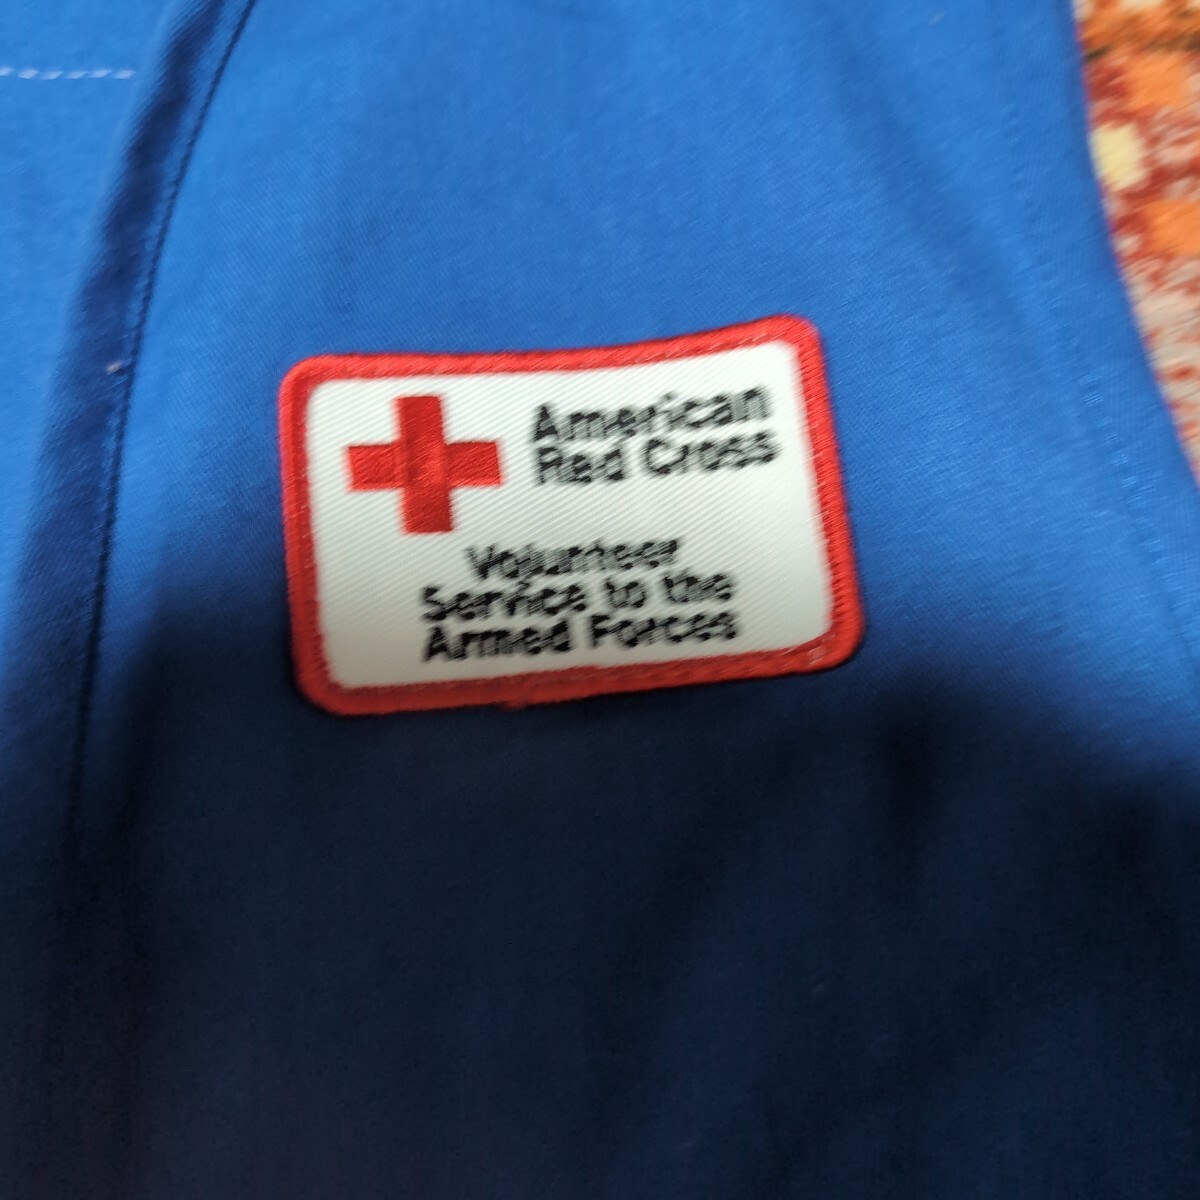 American
Red Cross
Volunteer
Service to the
Armed Forces